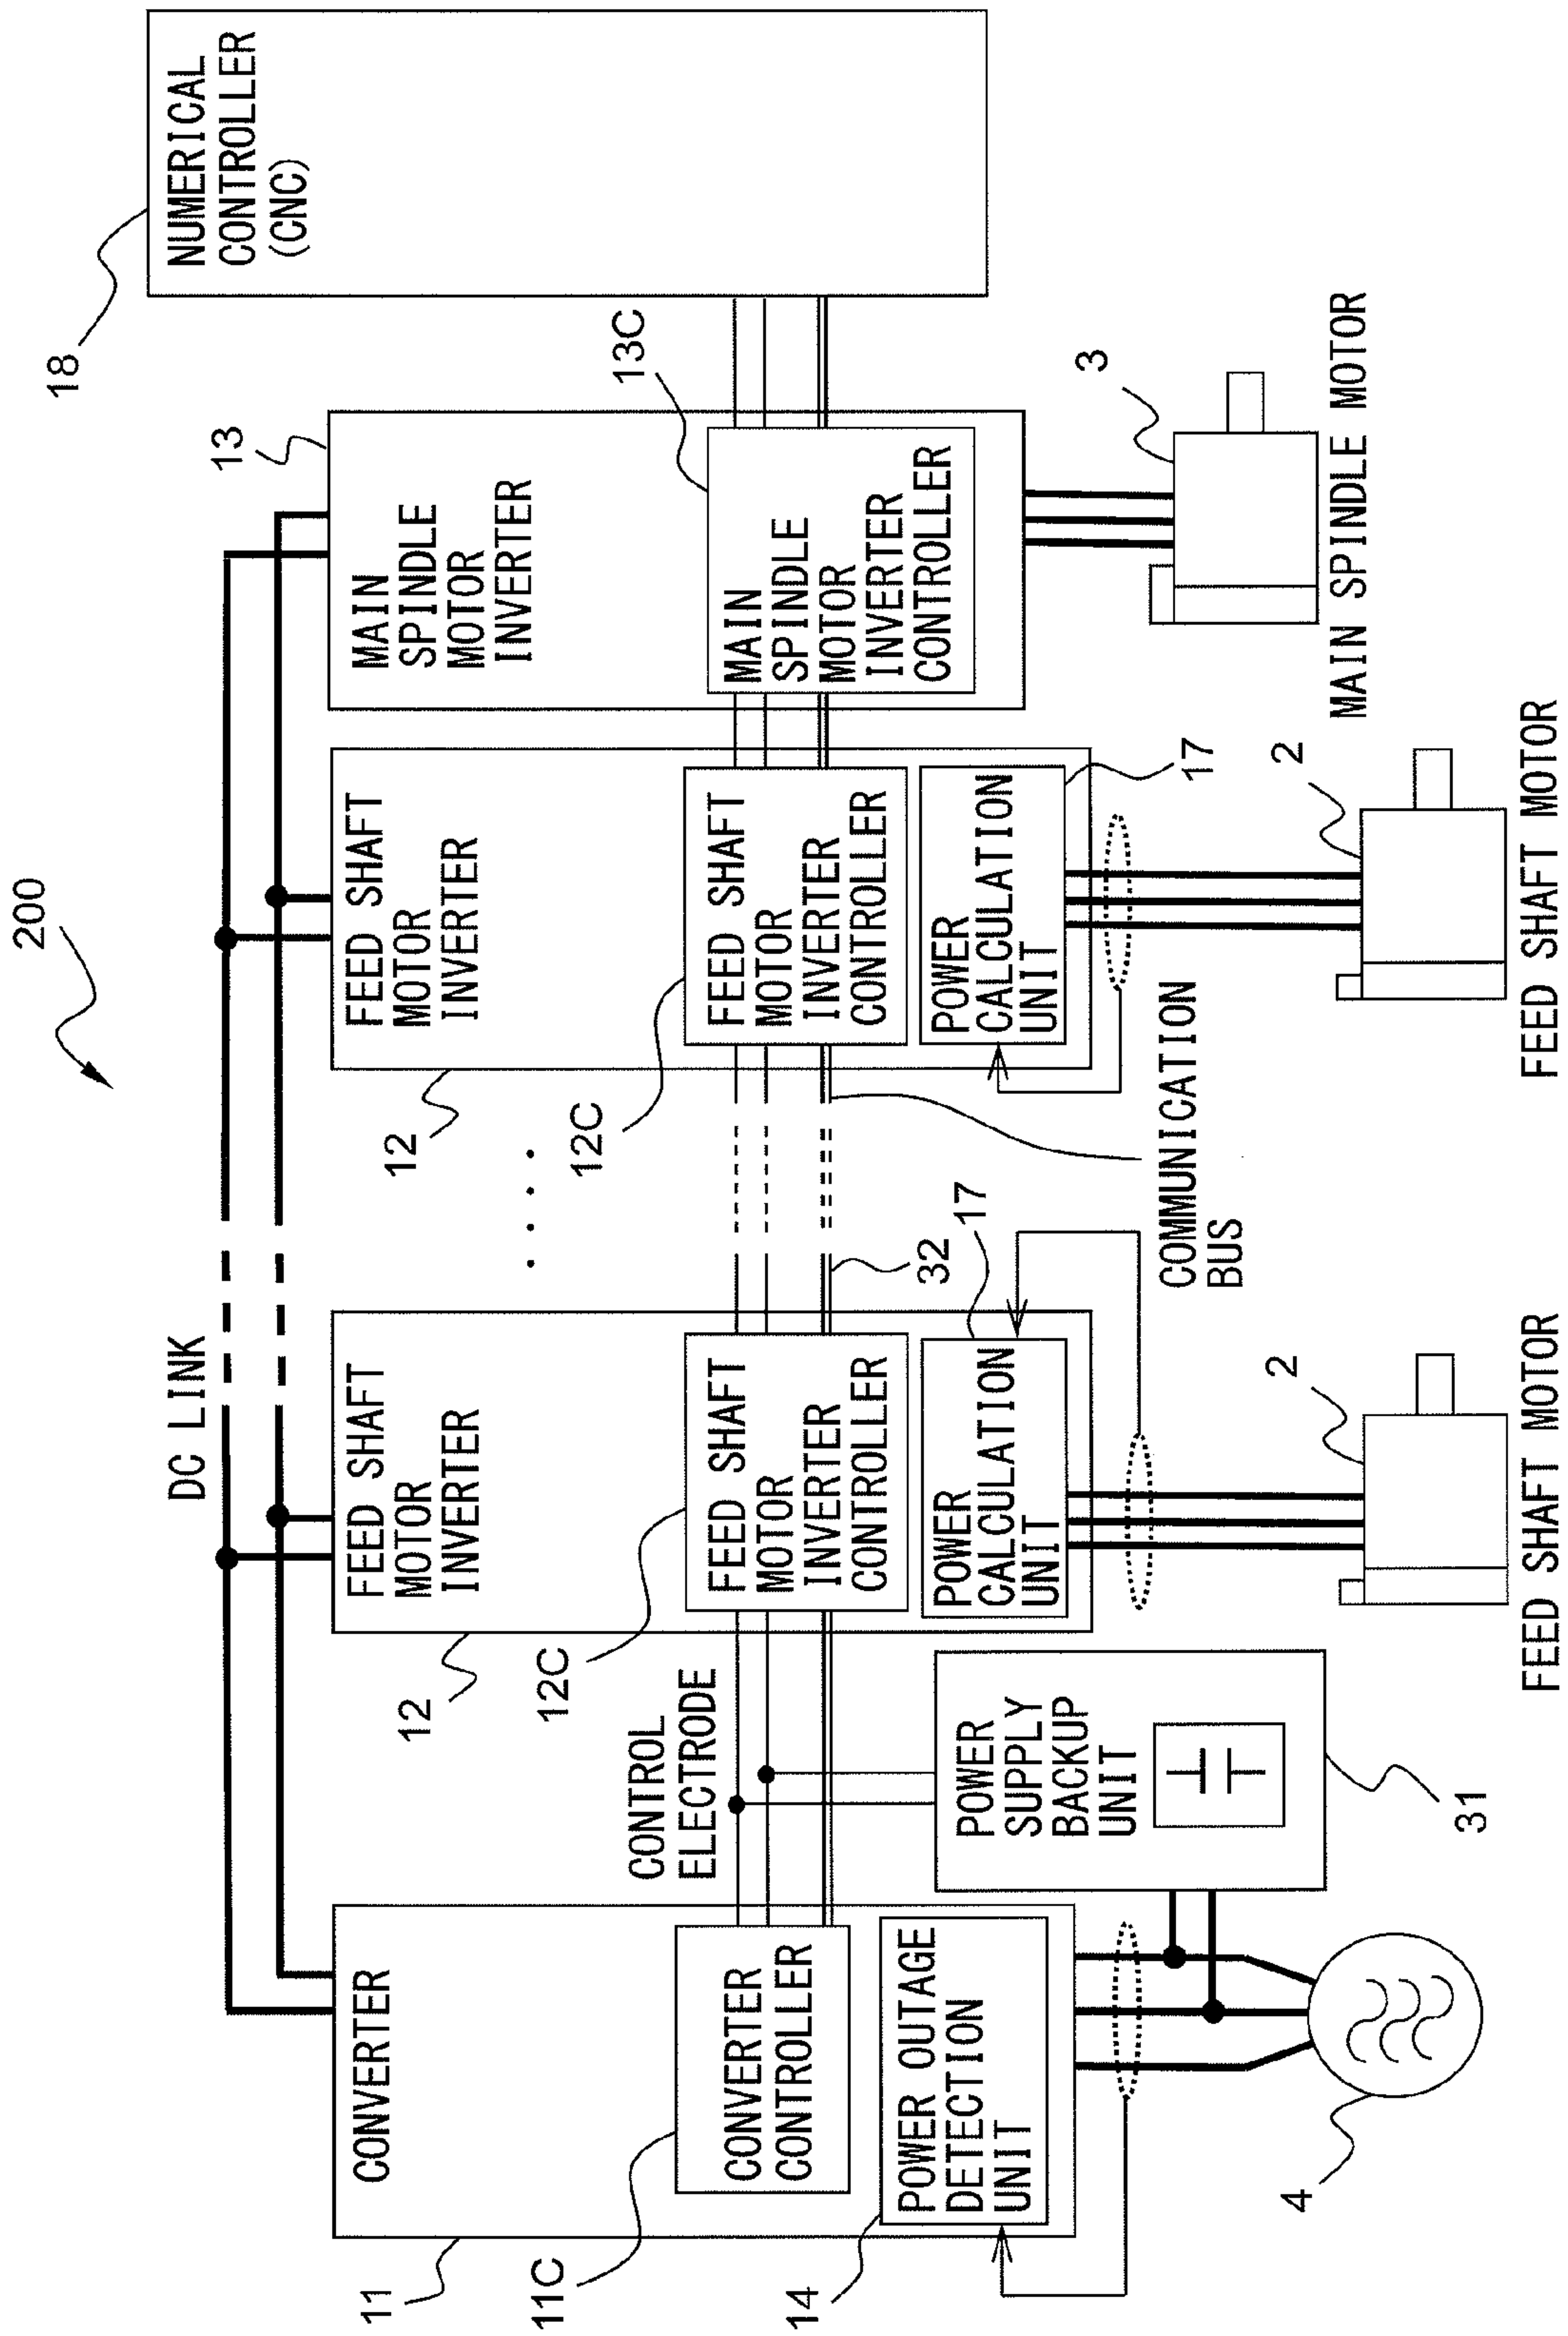 200
DC LINK
18
NUMERICAL
CONTROLLER
(CNC)
11
CONVERTER
11C
CONVERTER
CONTROLLER
14
POWER OUTAGE
DETECTION
UNIT
4
CONTROL
ELECTRODE
POWER
SUPPLY
BACKUP
UNIT
31
12
FEED SHAFT
MOTOR
INVERTER
12C
FEED SHAFT
MOTOR
INVERTER
CONTROLLER
POWER
CALCULATION
UNIT
17
2
FEED SHAFT MOTOR
32
COMMUNICATION
BUS
12
FEED SHAFT
MOTOR
INVERTER
12C
FEED SHAFT
MOTOR
INVERTER
CONTROLLER
POWER
CALCULATION
UNIT
17
2
FEED SHAFT MOTOR
13
MAIN
SPINDLE
MOTOR
INVERTER
13C
MAIN
SPINDLE
MOTOR
INVERTER
CONTROLLER
3
MAIN SPINDLE MOTOR